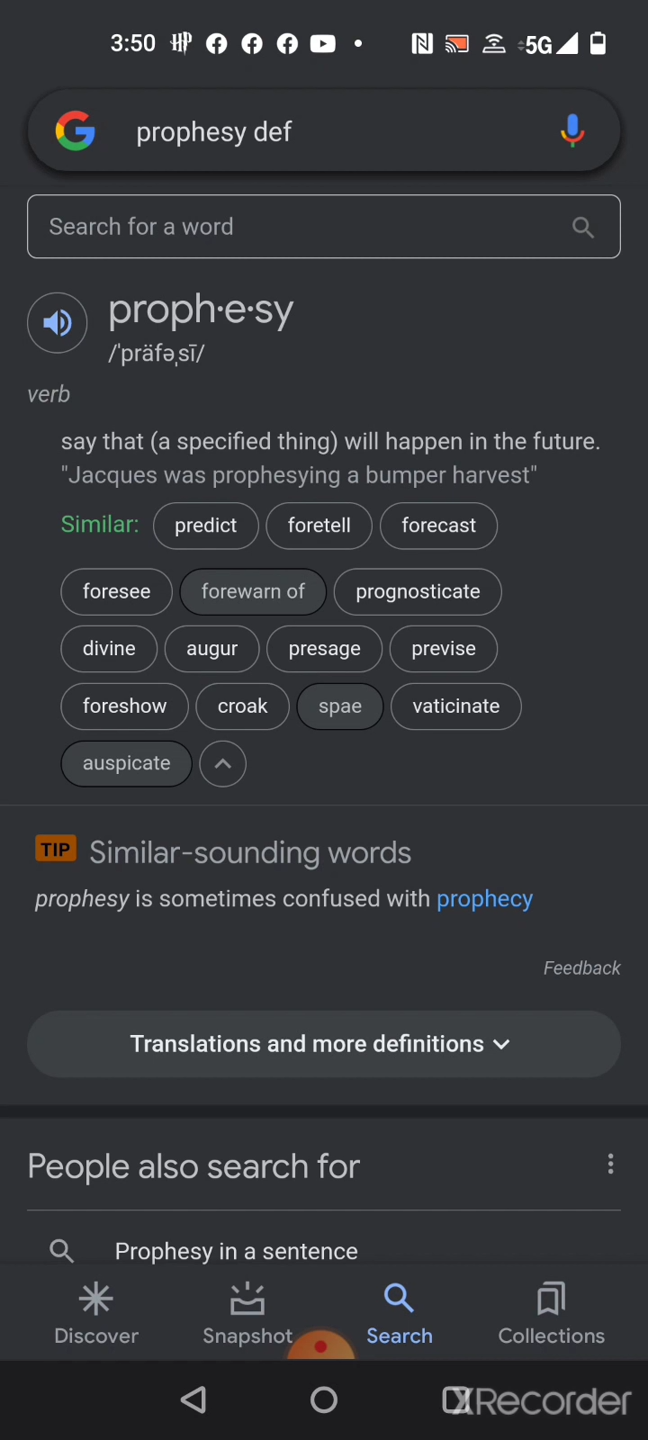 3:50
5G
prophesy def
Search for a word
proph·e·sy
/ˈpräfəˌsī/
verb
say that (a specified thing) will happen in the future.
"Jacques was prophesying a bumper harvest"
Similar: predict foretell forecast
foresee forewarn of prognosticate
divine augur presage previse
foreshow croak spae vaticinate
auspicate
TIP Similar-sounding words
prophesy is sometimes confused with prophecy
Feedback
Translations and more definitions
People also search for
Prophesy in a sentence
Discover Snapshot Search Collections
XRecorder